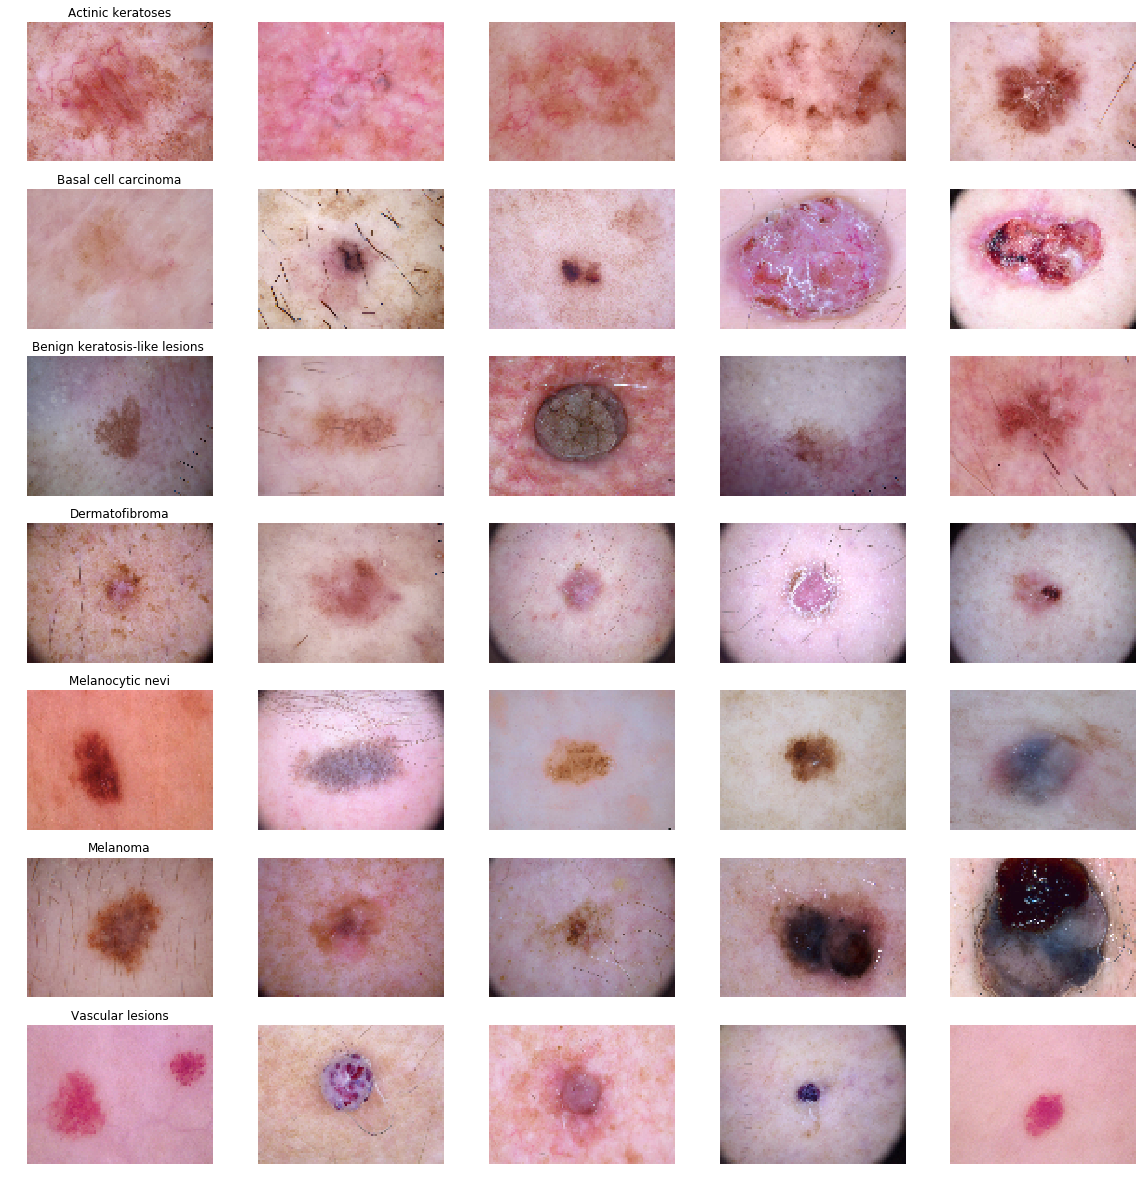 Actinic keratoses
Basal cell carcinoma
Benign keratosis-like lesions
Dermatofibroma
Melanocytic nevi
Melanoma
Vascular lesions